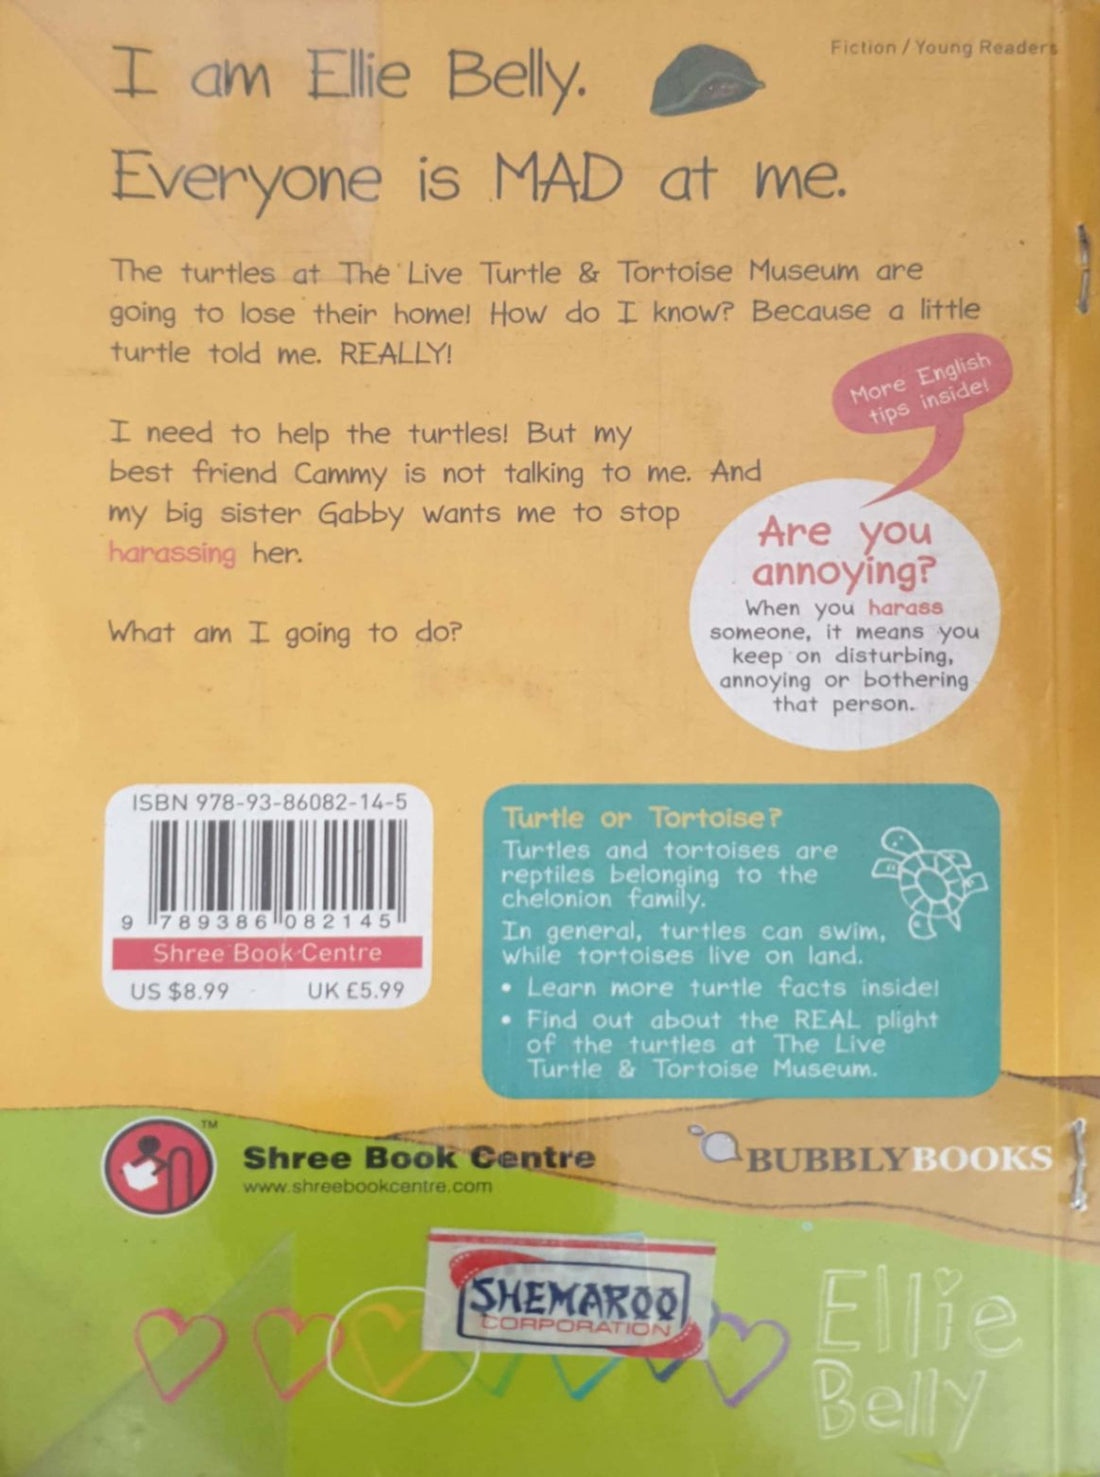 Fiction / Young Readers
I am Ellie Belly.
Everyone is MAD at me.
The turtles at The Live Turtle & Tortoise Museum are
going to lose their home! How do I know? Because a little
turtle told me. REALLY!
I need to help the turtles! But my
best friend Cammy is not talking to me. And
my big sister Gabby wants me to stop
harassing her.
What am I going to do?
More English
tips inside!
Are you
annoying?
When you harass
someone, it means you
keep on disturbing,
annoying or bothering
that person.
ISBN 978-93-86082-14-5
9 789386 082145
Shree Book Centre
US $8.99 UK £5.99
Turtle or Tortoise?
Turtles and tortoises are
reptiles belonging to the
chelonion family.
In general, turtles can swim,
while tortoises live on land.
• Learn more turtle facts inside!
• Find out about the REAL plight
of the turtles at The Live
Turtle & Tortoise Museum.
TM
Shree Book Centre
www.shreebookcentre.com
BUBBLYBOOKS
SHEMAROO
CORPORATION
Ellie
Belly